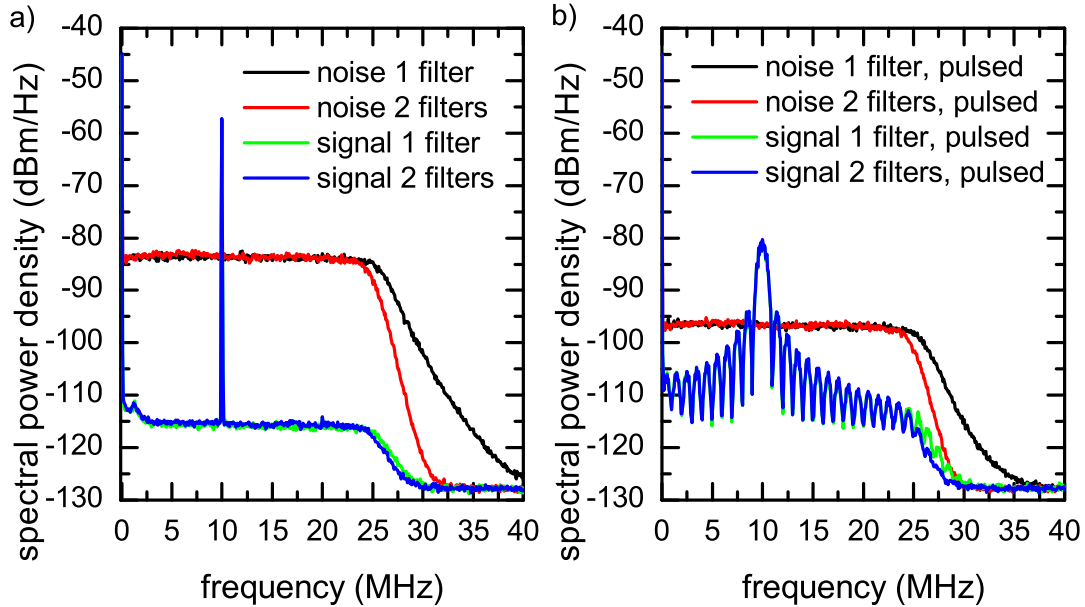 a)
spectral power density (dBm/Hz)
-40
-50
-60
-70
-80
-90
-100
-110
-120
-130
noise 1 filter
noise 2 filters
signal 1 filter
signal 2 filters
0 5 10 15 20 25 30 35 40
frequency (MHz)
b)
spectral power density (dBm/Hz)
-40
-50
-60
-70
-80
-90
-100
-110
-120
-130
noise 1 filter, pulsed
noise 2 filters, pulsed
signal 1 filter, pulsed
signal 2 filters, pulsed
0 5 10 15 20 25 30 35 40
frequency (MHz)